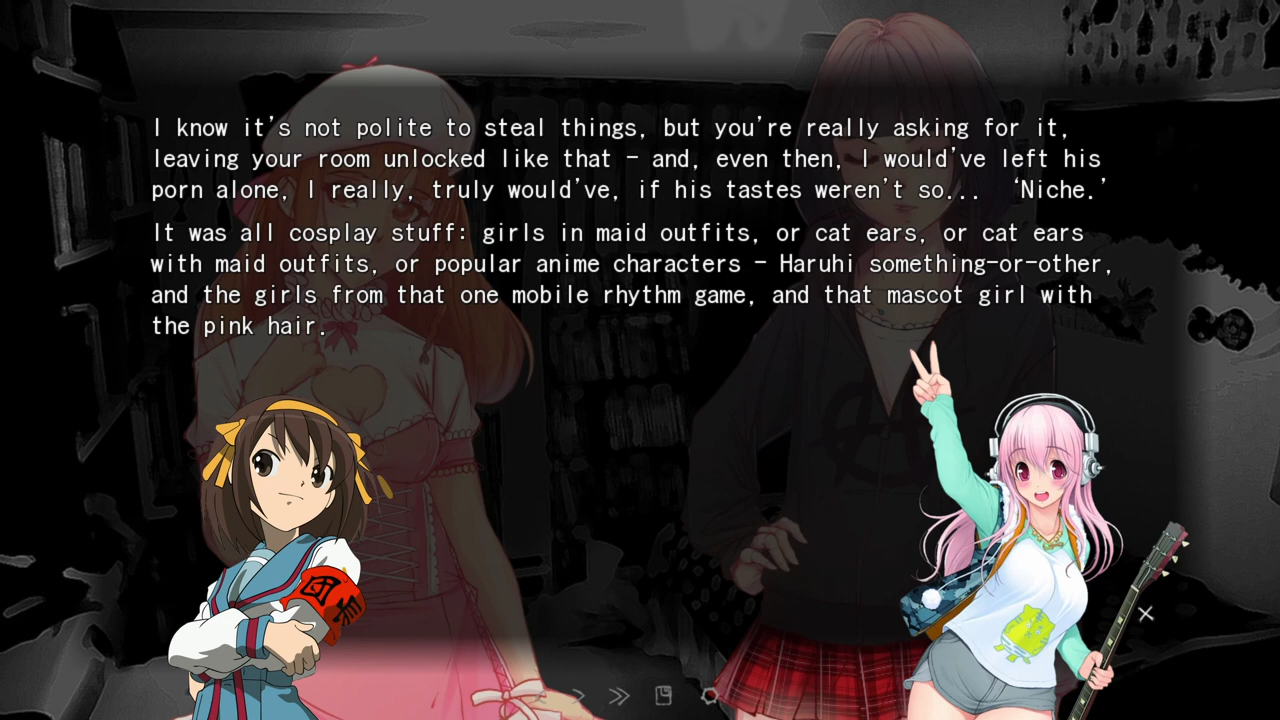 I know it's not polite to steal things, but you're really asking for it,
leaving your room unlocked like that – and, even then, I would've left his
porn alone, I really, truly would've, if his tastes weren't so... ‘Niche.’
It was all cosplay stuff: girls in maid outfits, or cat ears, or cat ears
with maid outfits, or popular anime characters – Haruhi something-or-other,
and the girls from that one mobile rhythm game, and that mascot girl with
the pink hair.
団